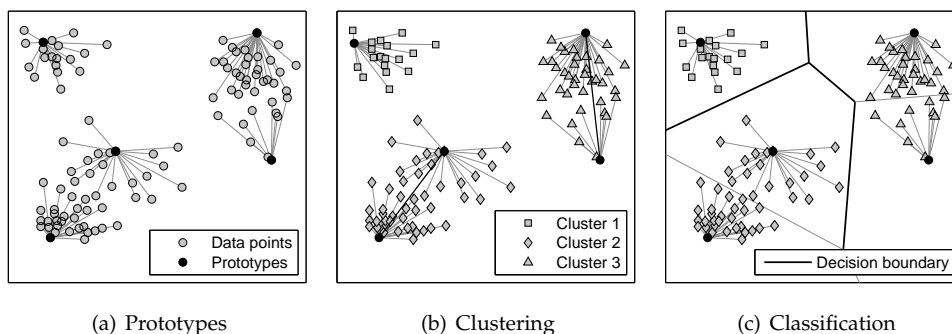 Data points
Prototypes
Cluster 1
Cluster 2
Cluster 3
Decision boundary
(a) Prototypes
(b) Clustering
(c) Classification